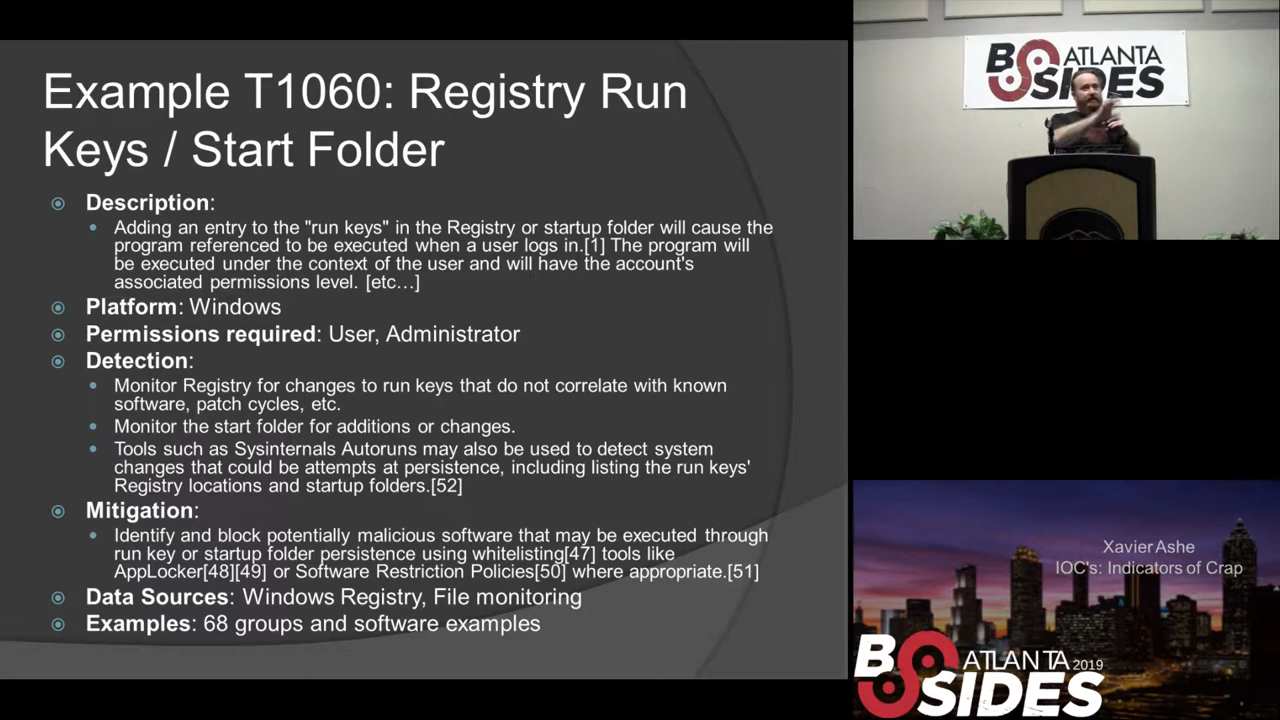 Example T1060: Registry Run
Keys / Start Folder
Description:
Adding an entry to the "run keys" in the Registry or startup folder will cause the
program referenced to be executed when a user logs in.[1] The program will
be executed under the context of the user and will have the account's
associated permissions level. [etc…]
Platform: Windows
Permissions required: User, Administrator
Detection:
Monitor Registry for changes to run keys that do not correlate with known
software, patch cycles, etc.
Monitor the start folder for additions or changes.
Tools such as Sysinternals Autoruns may also be used to detect system
changes that could be attempts at persistence, including listing the run keys'
Registry locations and startup folders.[52]
Mitigation:
Identify and block potentially malicious software that may be executed through
run key or startup folder persistence using whitelisting[47] tools like
AppLocker[48][49] or Software Restriction Policies[50] where appropriate.[51]
Data Sources: Windows Registry, File monitoring
Examples: 68 groups and software examples
BSIDES ATLANTA
Xavier Ashe
IOC's: Indicators of Crap
BSIDES ATLANTA 2019